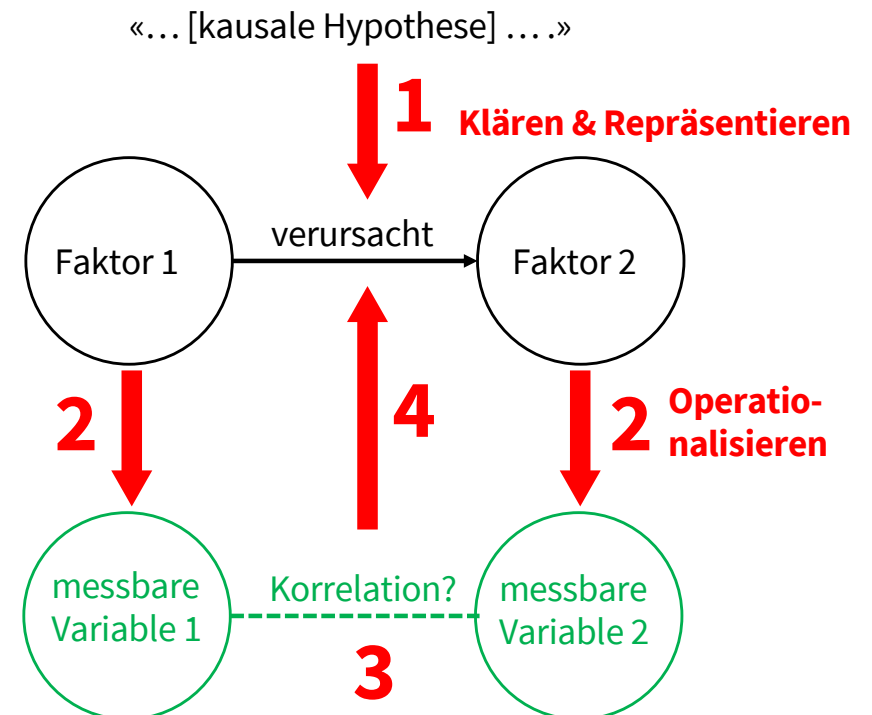 «… [kausale Hypothese] … .»
1
Klären & Repräsentieren
verursacht
Faktor 1
Faktor 2
2
4
2
Operatio-
nalisieren
messbare
Variable 1
Korrelation?
messbare
Variable 2
3